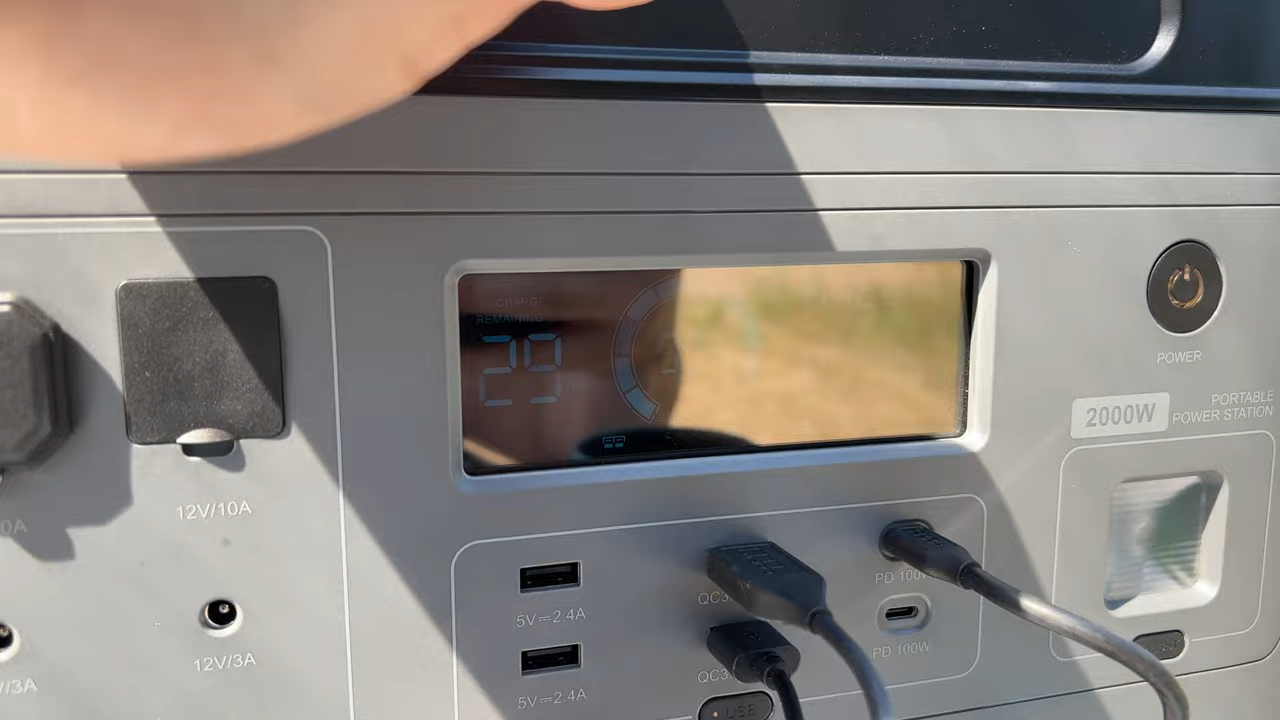 CHARGE
REMAINING
29
POWER
2000W
PORTABLE
POWER STATION
12V/10A
0A
12V/3A
V/3A
5V⎓2.4A
5V⎓2.4A
QC3
QC3
PD 100W
PD 100W
USB